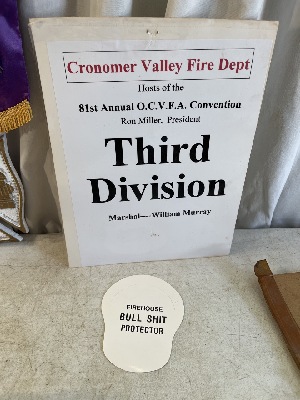 Cronomer Valley Fire Dept
Hosts of the
81st Annual O.C.V.F.A. Convention
Ron Miller, President
Third
Division
Marshal---William Murray
FIREHOUSE
BULL SHIT
PROTECTOR